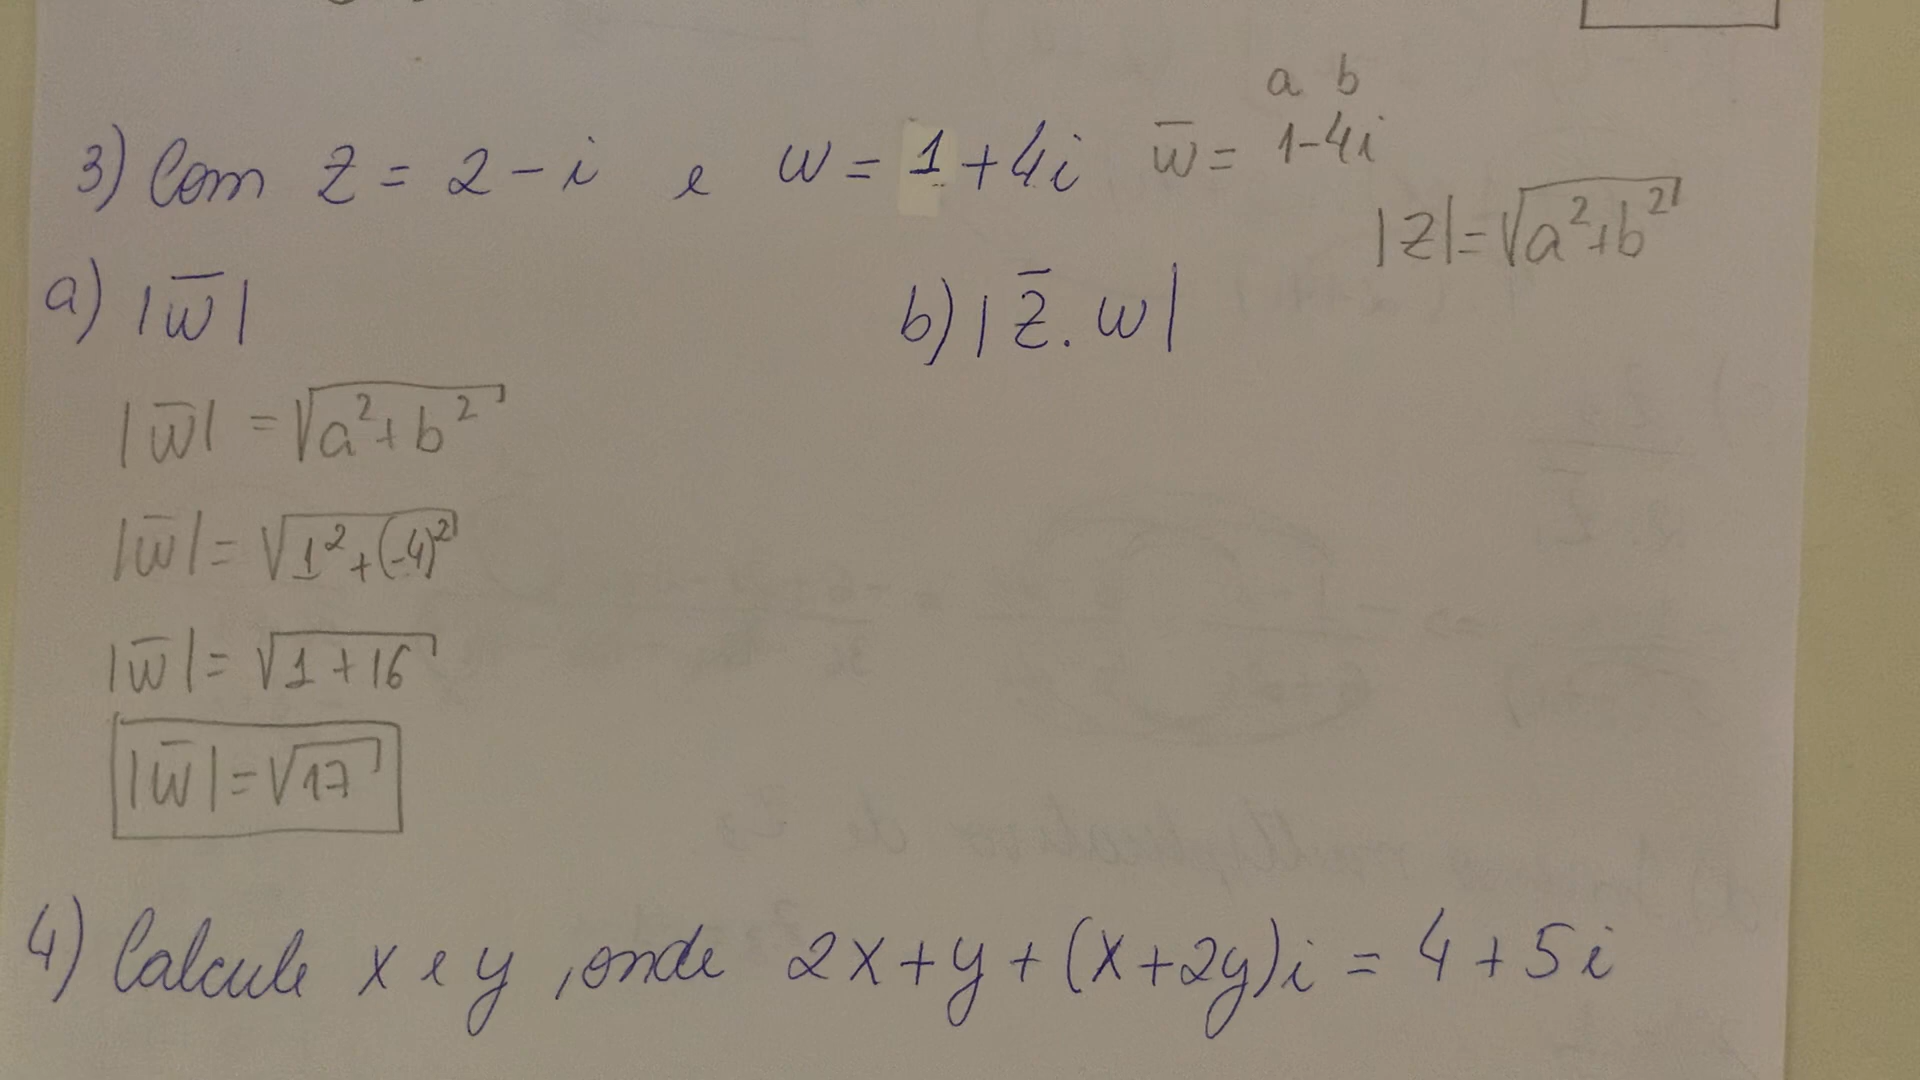 3) Com z = 2 - i e w = 1 + 4i
a b
w̅ = 1-4i
|z| = √a²+b²
a) |w̅|
b) |z̅ . w|
|w̅| = √a²+b²
|w̅| = √1²+(-4)²
|w̅| = √1+16
|w̅| = √17
4) Calcule x e y , onde 2x+y+(x+2y)i = 4+5i